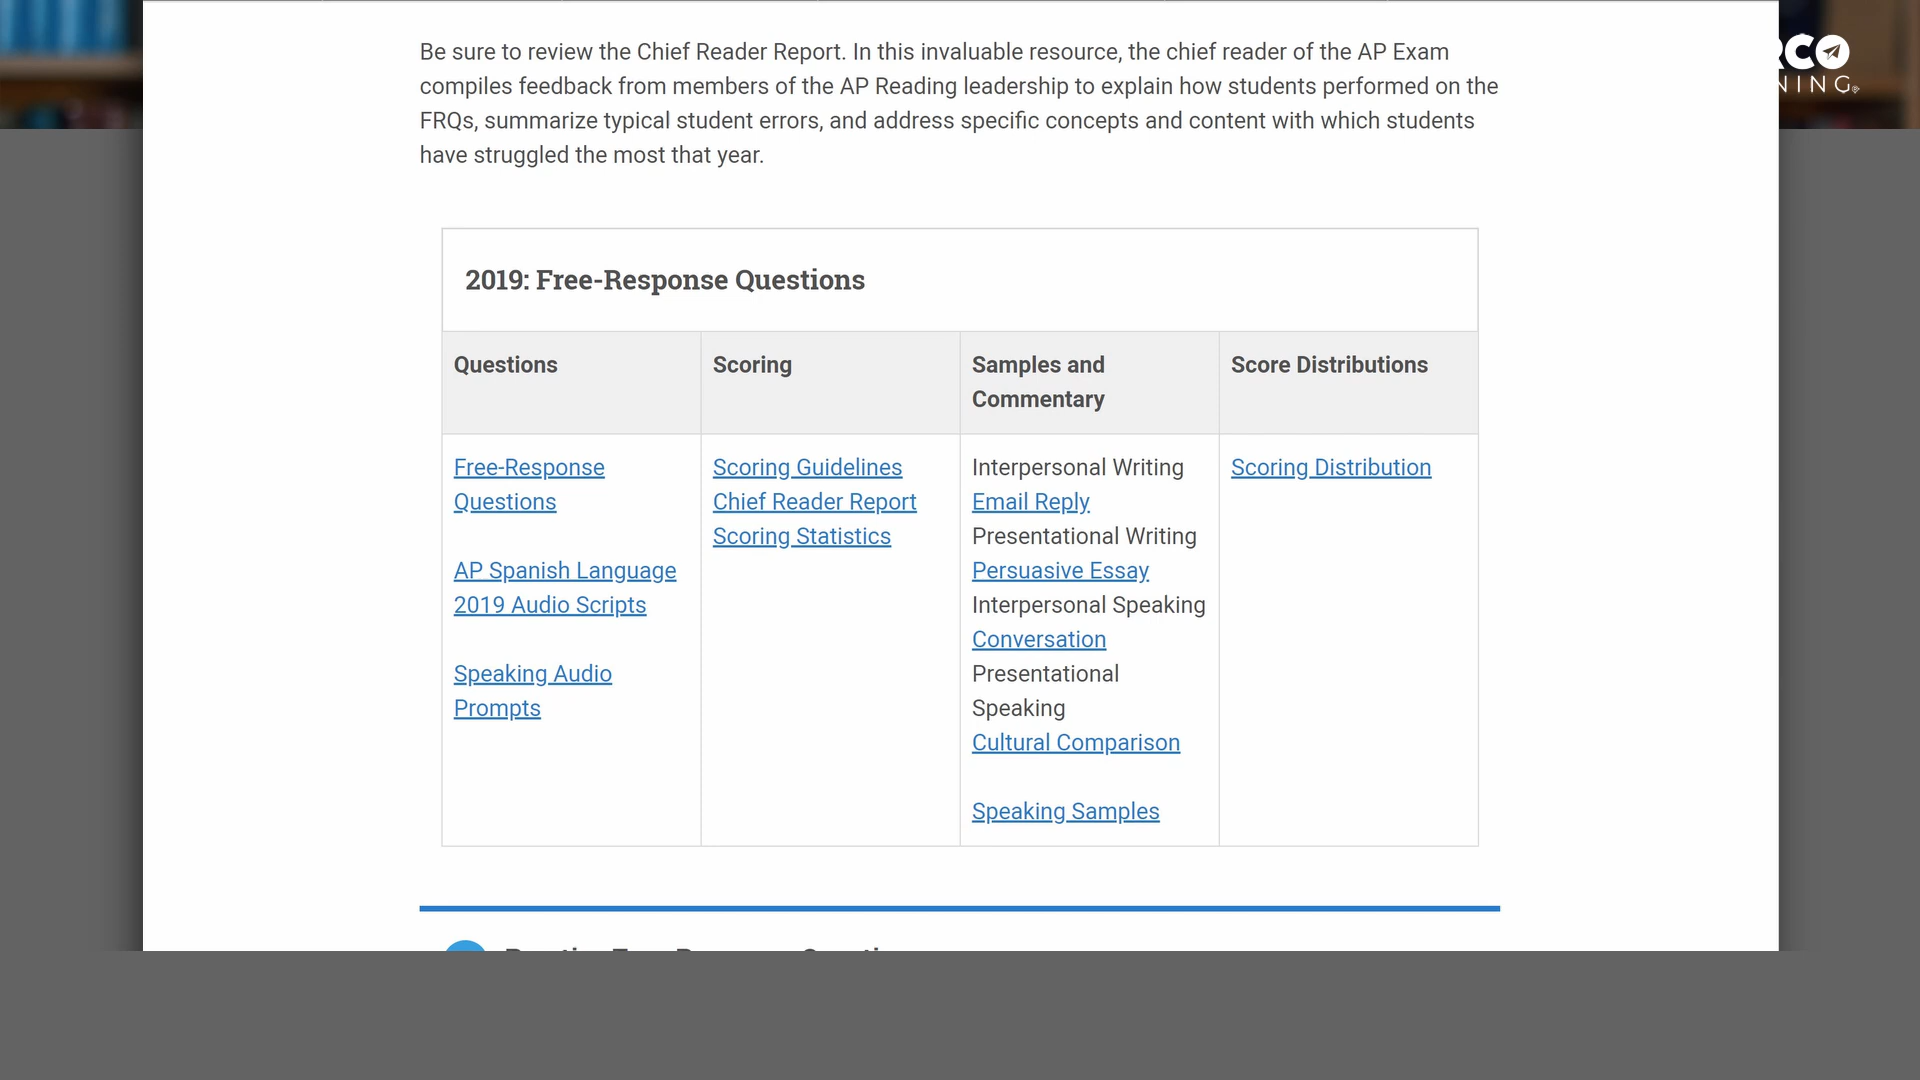 Be sure to review the Chief Reader Report. In this invaluable resource, the chief reader of the AP Exam
compiles feedback from members of the AP Reading leadership to explain how students performed on the
FRQs, summarize typical student errors, and address specific concepts and content with which students
have struggled the most that year.
2019: Free-Response Questions
Questions
Scoring
Samples and
Commentary
Score Distributions
Free-Response
Questions
AP Spanish Language
2019 Audio Scripts
Speaking Audio
Prompts
Scoring Guidelines
Chief Reader Report
Scoring Statistics
Interpersonal Writing
Email Reply
Presentational Writing
Persuasive Essay
Interpersonal Speaking
Conversation
Presentational
Speaking
Cultural Comparison
Speaking Samples
Scoring Distribution